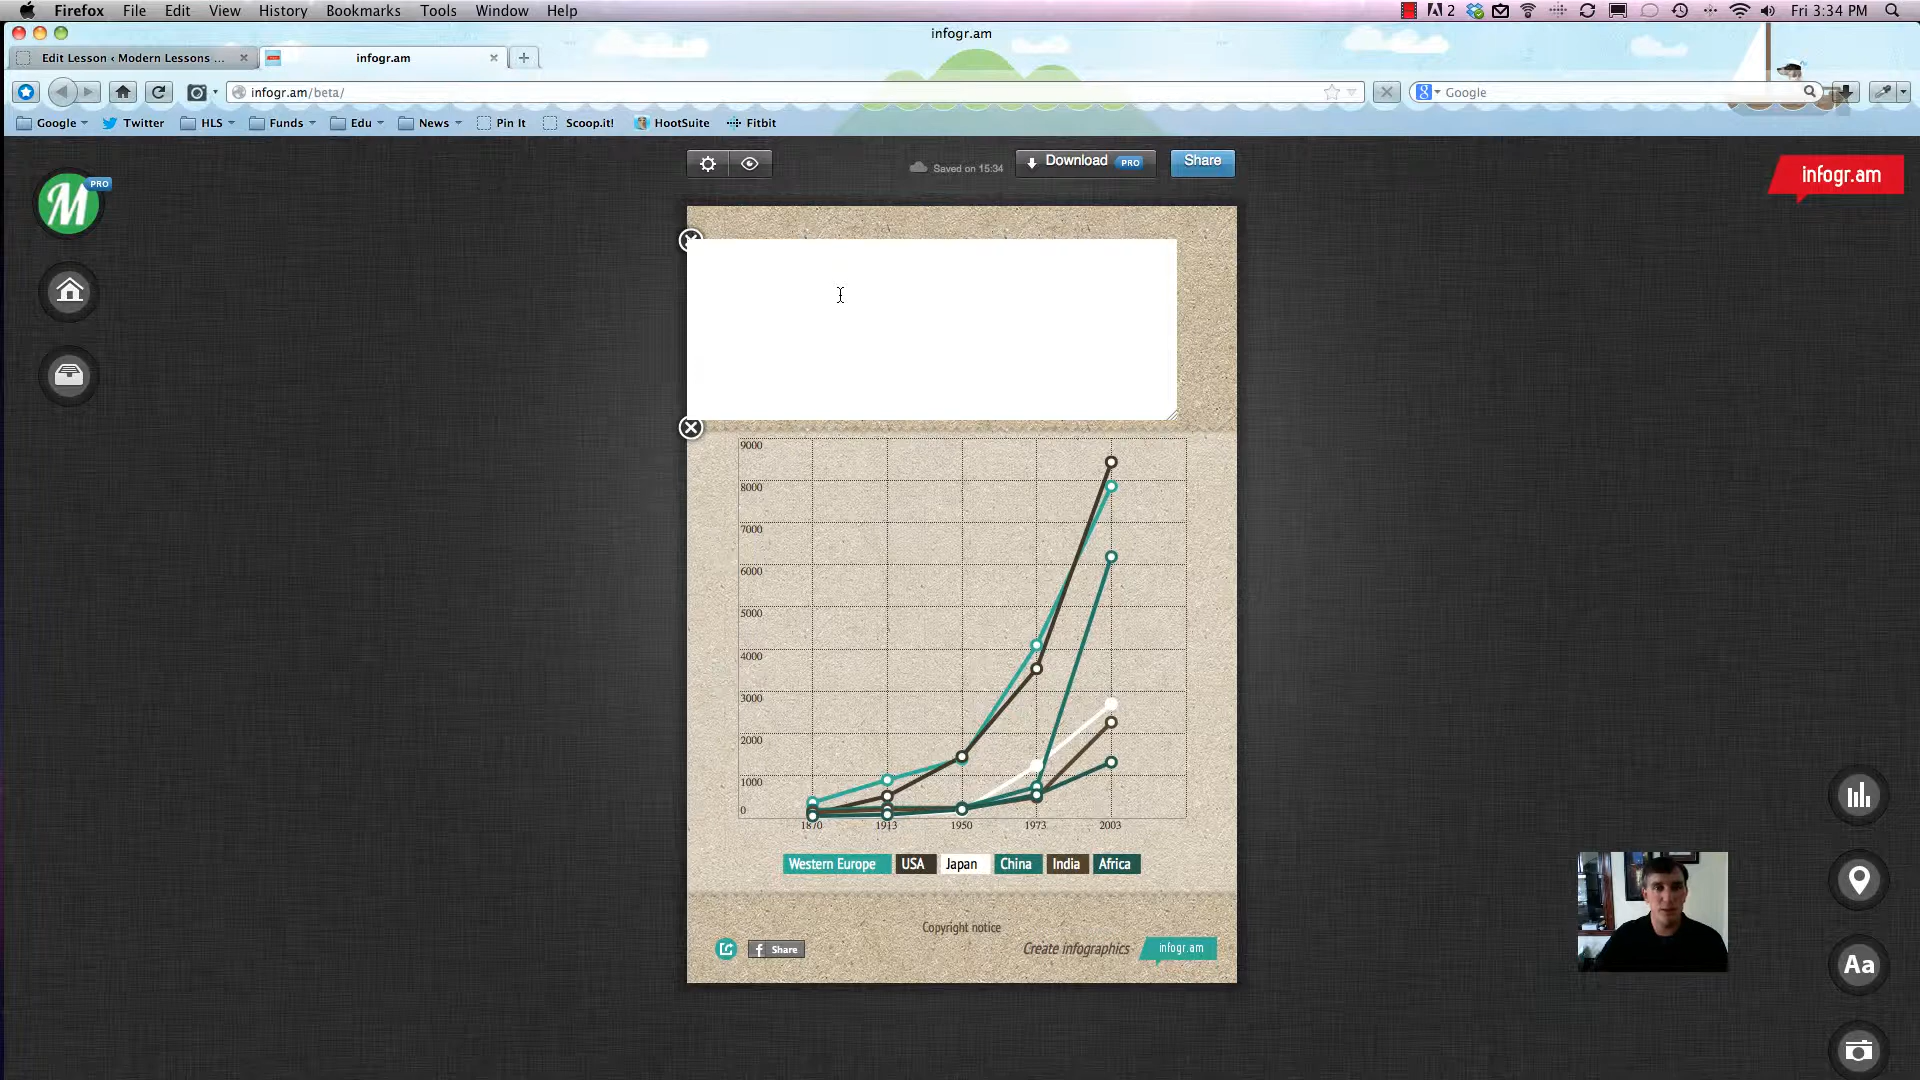 Firefox File Edit View History Bookmarks Tools Window Help
2
Fri 3:34 PM
infogr.am
Edit Lesson ‹ Modern Lessons ...
infogr.am
infogr.am/beta/
Google
Google
Twitter
HLS
Funds
Edu
News
Pin It
Scoop.it!
HootSuite
Fitbit
M PRO
Saved on 15:34
Download PRO
Share
infogr.am
9000
8000
7000
6000
5000
4000
3000
2000
1000
0
1870 1913 1950 1973 2003
Western Europe USA Japan China India Africa
Copyright notice
f Share
Create infographics infogr.am
Aa